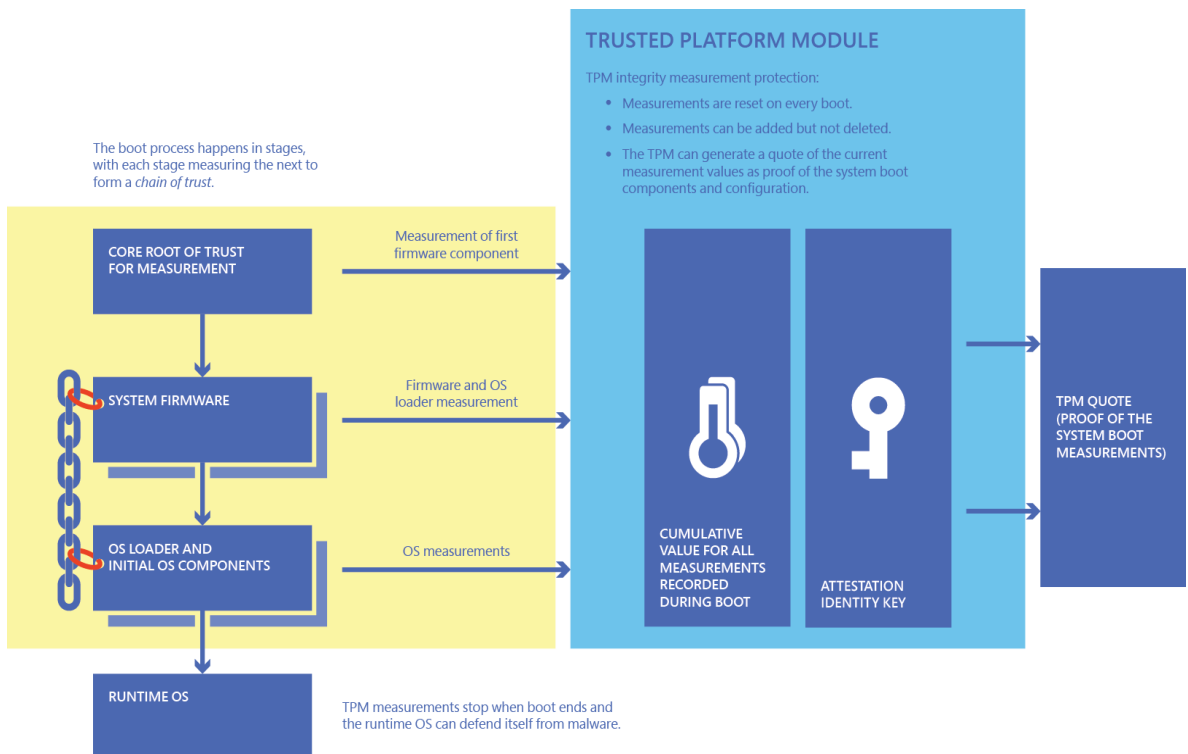 TRUSTED PLATFORM MODULE
TPM integrity measurement protection:
• Measurements are reset on every boot.
• Measurements can be added but not deleted.
• The TPM can generate a quote of the current
measurement values as proof of the system boot
components and configuration.
The boot process happens in stages,
with each stage measuring the next to
form a chain of trust.
CORE ROOT OF TRUST
FOR MEASUREMENT
Measurement of first
firmware component
SYSTEM FIRMWARE
Firmware and OS
loader measurement
OS LOADER AND
INITIAL OS COMPONENTS
OS measurements
CUMULATIVE
VALUE FOR ALL
MEASUREMENTS
RECORDED
DURING BOOT
ATTESTATION
IDENTITY KEY
TPM QUOTE
(PROOF OF THE
SYSTEM BOOT
MEASUREMENTS)
RUNTIME OS
TPM measurements stop when boot ends and
the runtime OS can defend itself from malware.